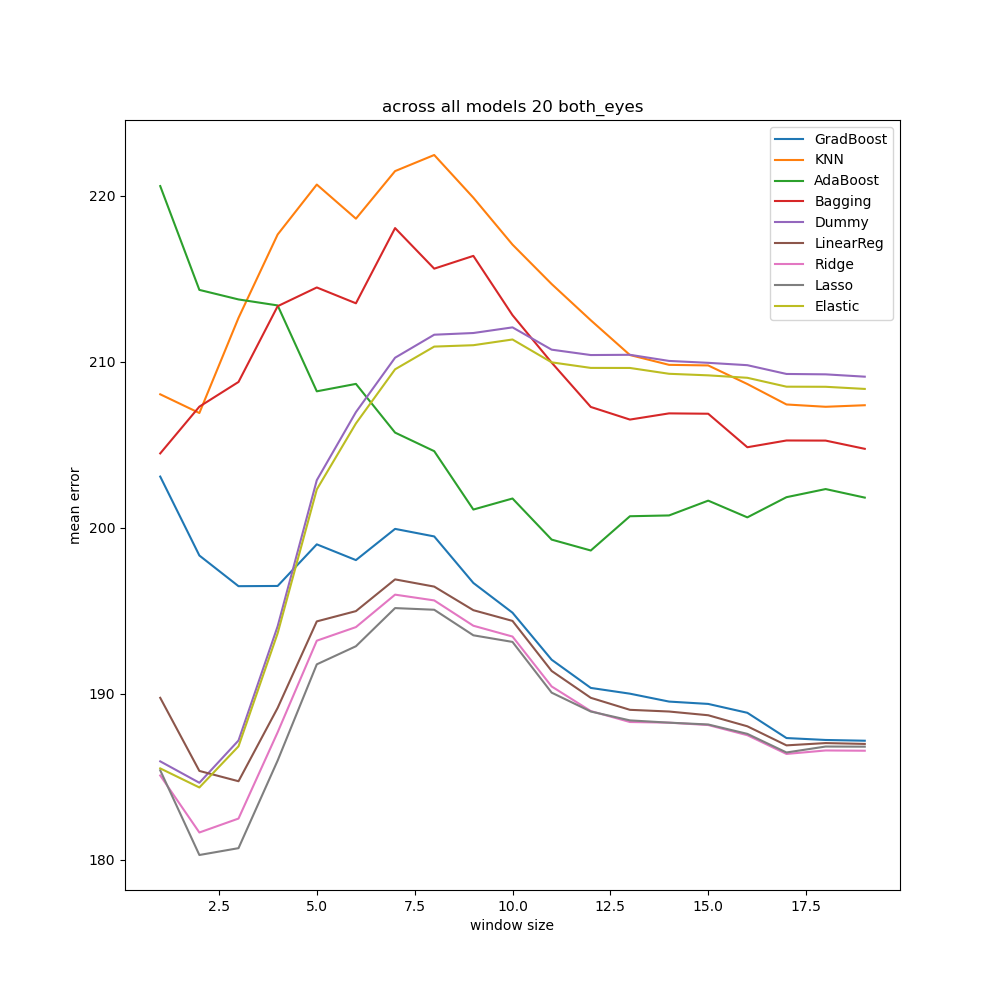 across all models 20 both_eyes
GradBoost
KNN
AdaBoost
Bagging
Dummy
LinearReg
Ridge
Lasso
Elastic
220
210
200
190
180
mean error
2.5 5.0 7.5 10.0 12.5 15.0 17.5
window size